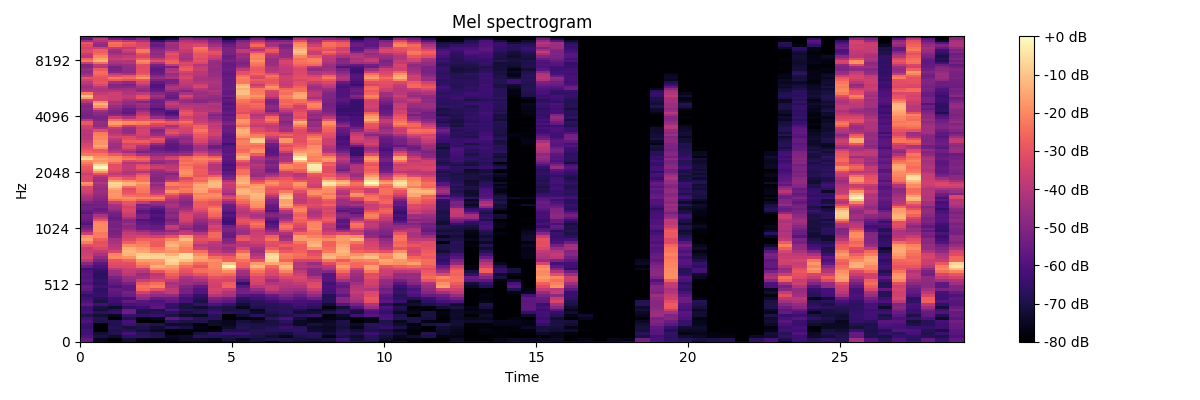 Mel spectrogram
Hz
8192
4096
2048
1024
512
0
0 5 10 15 20 25
Time
+0 dB
-10 dB
-20 dB
-30 dB
-40 dB
-50 dB
-60 dB
-70 dB
-80 dB